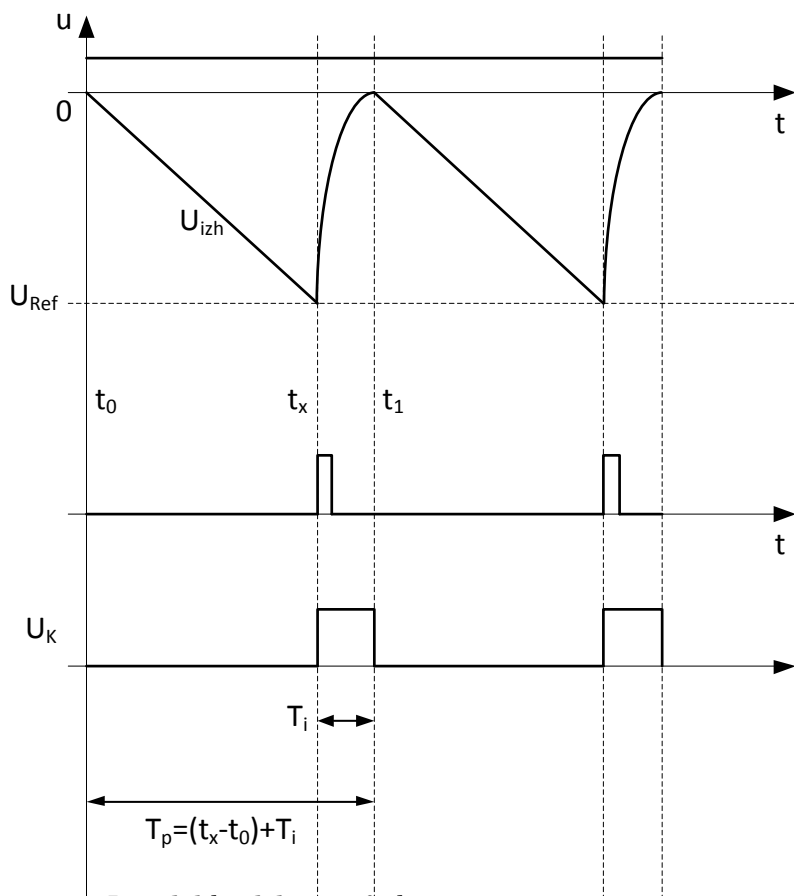 u
0
t
U_izh
U_Ref
t_0
t_x
t_1
t
U_K
T_i
T_p=(t_x-t_0)+T_i